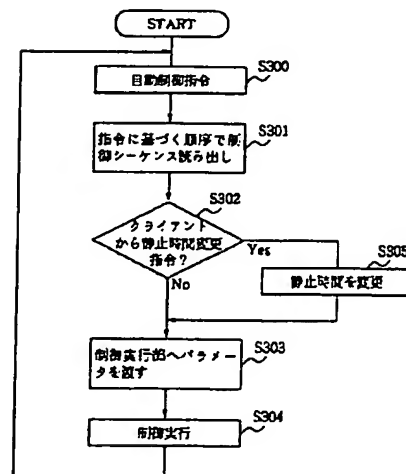 START
S300
自動制御指令
S301
指令に基づく順序で制
御シーケンス読み出し
S302
クライアント
から静止時間変更
指令?
Yes
S305
静止時間を変更
No
S303
制御実行部へパラメー
タを渡す
S304
制御実行